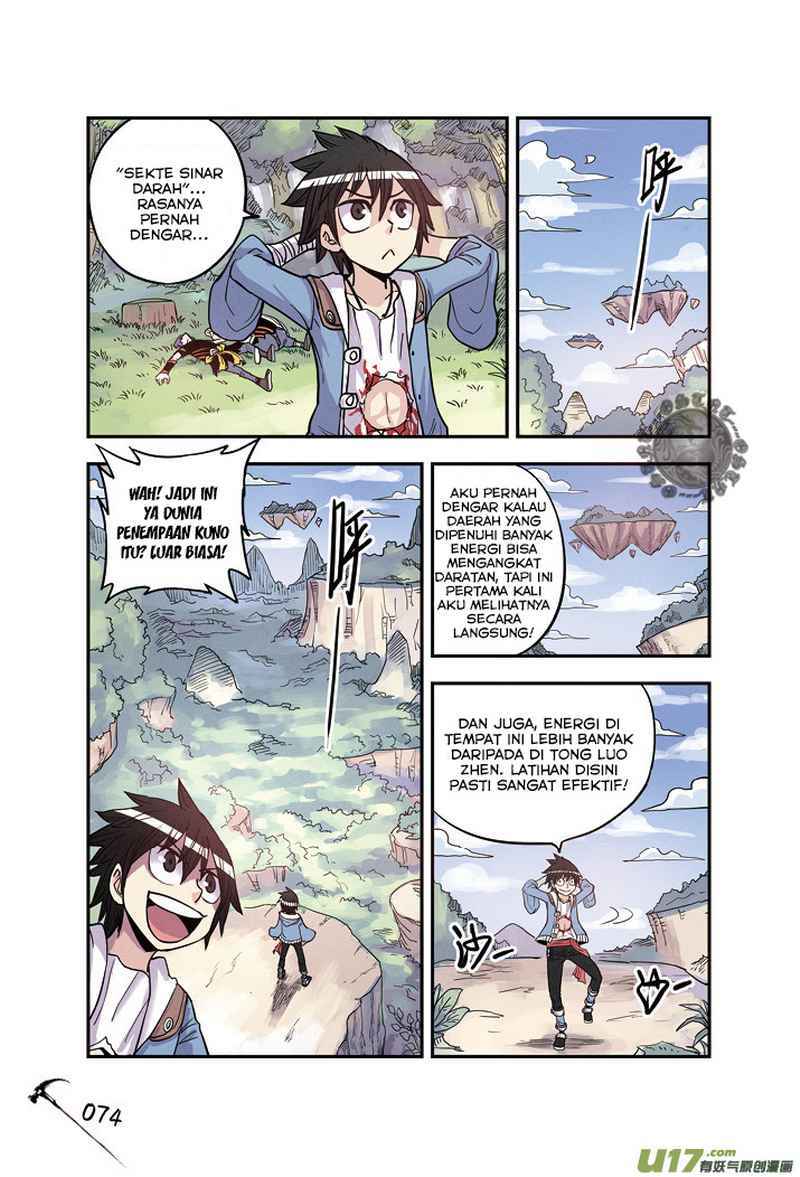 "SEKTE SINAR
DARAH"...
RASANYA
PERNAH
DENGAR...
呼
WAH! JADI INI
YA DUNIA
PENEMPAAN KUNO
ITU? LUAR BIASA!
呼
AKU PERNAH
DENGAR KALAU
DAERAH YANG
DIPENUHI BANYAK
ENERGI BISA
MENGANGKAT
DARATAN, TAPI INI
PERTAMA KALI
AKU MELIHATNYA
SECARA
LANGSUNG!
DAN JUGA, ENERGI DI
TEMPAT INI LEBIH BANYAK
DARIPADA DI TONG LUO
ZHEN. LATIHAN DISINI
PASTI SANGAT EFEKTIF!
沙
沙
074
U17.com
有妖气原创漫画